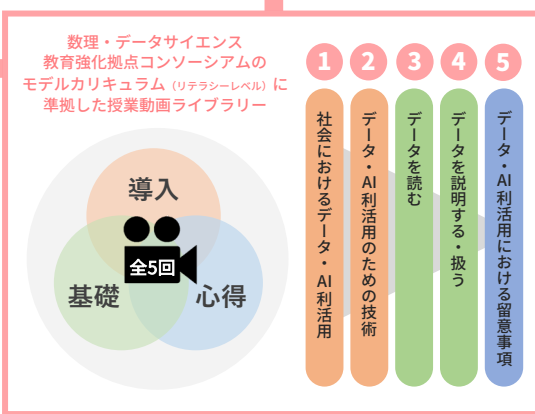 数理・データサイエンス
教育強化拠点コンソーシアムの
モデルカリキュラム（リテラシーレベル）に
準拠した授業動画ライブラリー
導入
全5回
基礎
心得
1
社会におけるデータ・AI利活用
2
データ・AI利活用のための技術
3
データを読む
4
データを説明する・扱う
5
データ・AI利活用における留意事項